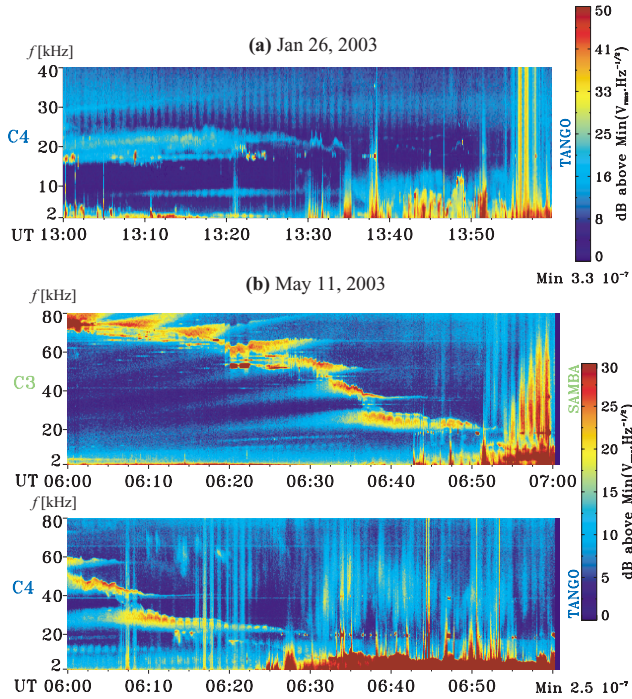 (a) Jan 26, 2003
f [kHz]
40
30
C4
20
10
2
UT 13:00 13:10 13:20 13:30 13:40 13:50
50
41
33
24
16
8
0
TANGO
dB above Min(Vrms.Hz-1/2)
Min 3.3 10-7
(b) May 11, 2003
f [kHz]
80
60
C3
40
20
2
UT 06:00 06:10 06:20 06:30 06:40 06:50 07:00
f [kHz]
80
60
C4
40
20
2
UT 06:00 06:10 06:20 06:30 06:40 06:50
30
25
20
15
10
5
0
SAMBA
TANGO
dB above Min(Vrms.Hz-1/2)
Min 2.5 10-7